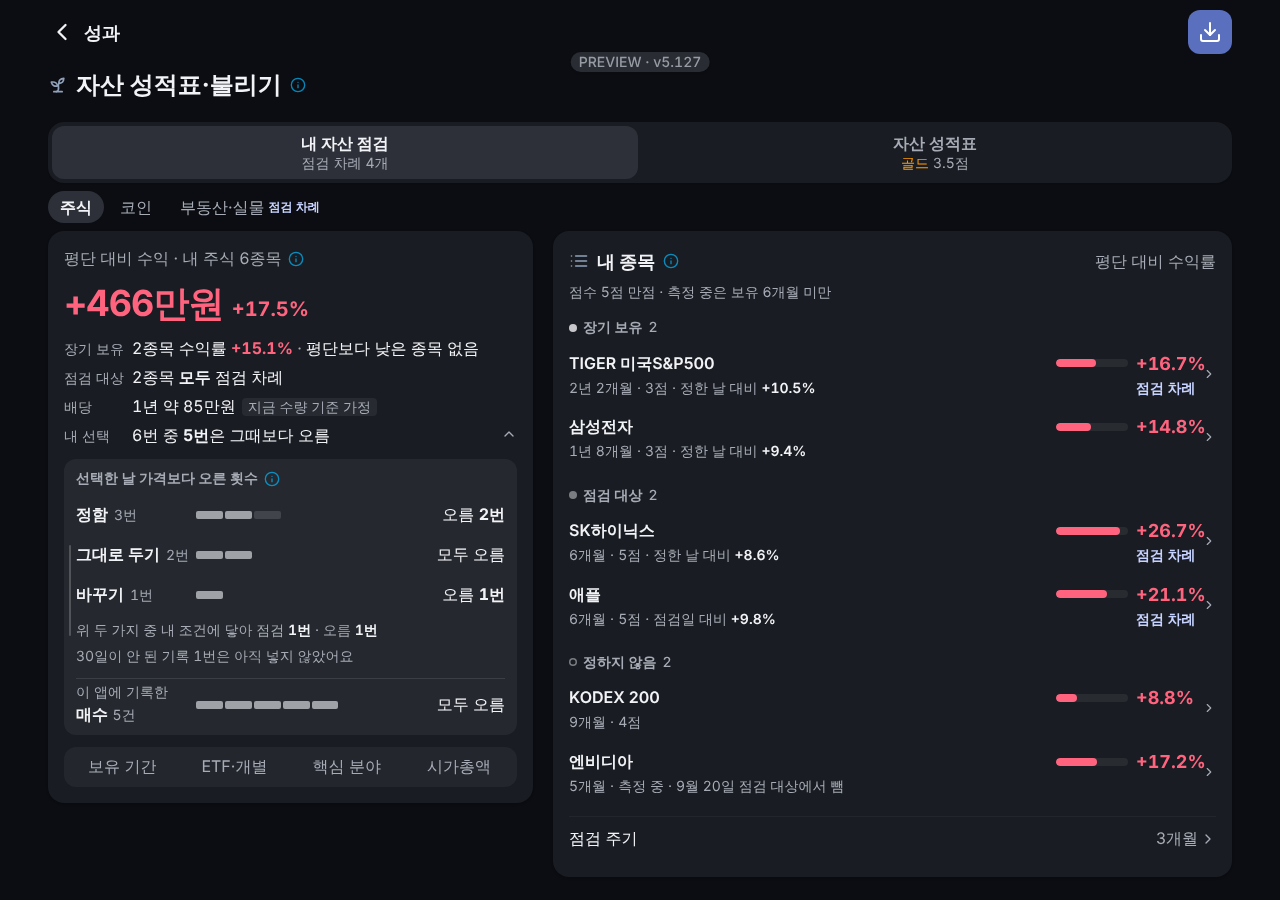 성과
PREVIEW · v5.127
자산 성적표·불리기
내 자산 점검
점검 차례 4개
자산 성적표
골드 3.5점
주식
코인
부동산·실물 점검 차례
평단 대비 수익 · 내 주식 6종목
+466만원 +17.5%
장기 보유 2종목 수익률 +15.1% · 평단보다 낮은 종목 없음
점검 대상 2종목 모두 점검 차례
배당 1년 약 85만원 지금 수량 기준 가정
내 선택 6번 중 5번은 그때보다 오름
선택한 날 가격보다 오른 횟수
정함 3번 오름 2번
그대로 두기 2번 모두 오름
바꾸기 1번 오름 1번
위 두 가지 중 내 조건에 닿아 점검 1번 · 오름 1번
30일이 안 된 기록 1번은 아직 넣지 않았어요
이 앱에 기록한
매수 5건 모두 오름
보유 기간 ETF·개별 핵심 분야 시가총액
내 종목 평단 대비 수익률
점수 5점 만점 · 측정 중은 보유 6개월 미만
장기 보유 2
TIGER 미국S&P500 +16.7%
2년 2개월 · 3점 · 정한 날 대비 +10.5% 점검 차례
삼성전자 +14.8%
1년 8개월 · 3점 · 정한 날 대비 +9.4%
점검 대상 2
SK하이닉스 +26.7%
6개월 · 5점 · 정한 날 대비 +8.6% 점검 차례
애플 +21.1%
6개월 · 5점 · 점검일 대비 +9.8% 점검 차례
정하지 않음 2
KODEX 200 +8.8%
9개월 · 4점
엔비디아 +17.2%
5개월 · 측정 중 · 9월 20일 점검 대상에서 뺌
점검 주기 3개월